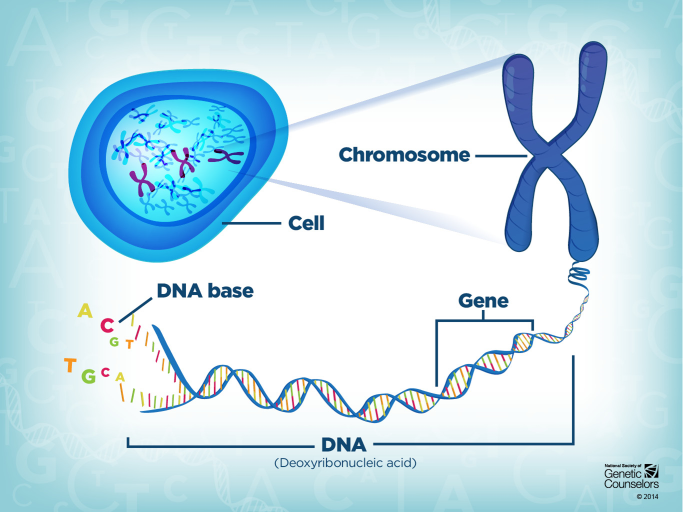 Chromosome
Cell
DNA base
A
C
G T
T
G C A
Gene
DNA
(Deoxyribonucleic acid)
National Society of
Genetic
Counselors
© 2014